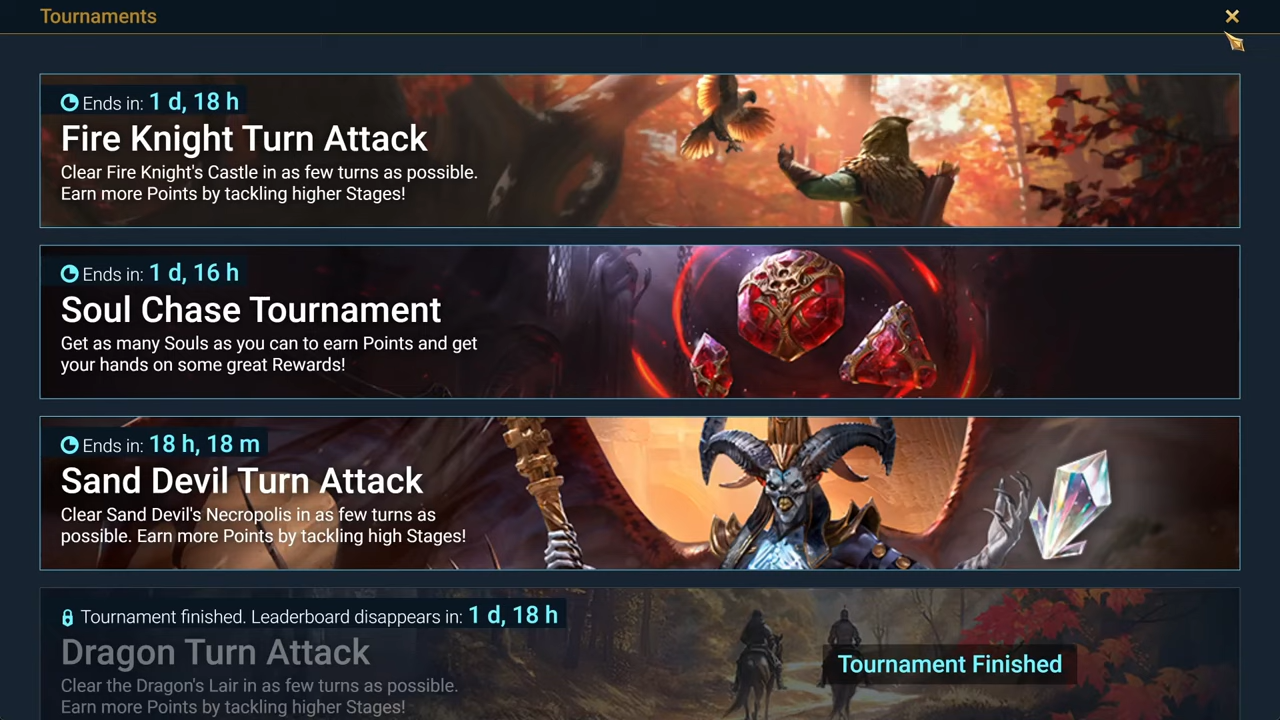 Tournaments
Ends in: 1 d, 18 h
Fire Knight Turn Attack
Clear Fire Knight's Castle in as few turns as possible.
Earn more Points by tackling higher Stages!
Ends in: 1 d, 16 h
Soul Chase Tournament
Get as many Souls as you can to earn Points and get
your hands on some great Rewards!
Ends in: 18 h, 18 m
Sand Devil Turn Attack
Clear Sand Devil's Necropolis in as few turns as
possible. Earn more Points by tackling high Stages!
Tournament finished. Leaderboard disappears in: 1 d, 18 h
Dragon Turn Attack
Clear the Dragon's Lair in as few turns as possible.
Earn more Points by tackling higher Stages!
Tournament Finished